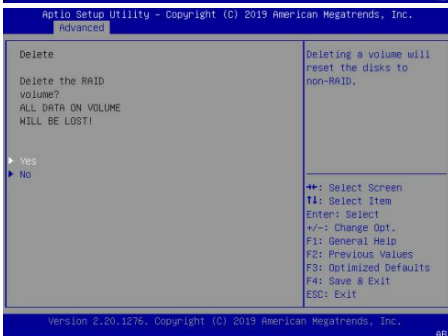 Aptio Setup Utility – Copyright (C) 2019 American Megatrends, Inc.
Advanced
Delete
Delete the RAID
volume?
ALL DATA ON VOLUME
WILL BE LOST!
Yes
No
Deleting a volume will
reset the disks to
non-RAID.
↔: Select Screen
↑↓: Select Item
Enter: Select
+/-: Change Opt.
F1: General Help
F2: Previous Values
F3: Optimized Defaults
F4: Save & Exit
ESC: Exit
Version 2.20.1276. Copyright (C) 2019 American Megatrends, Inc.
AB